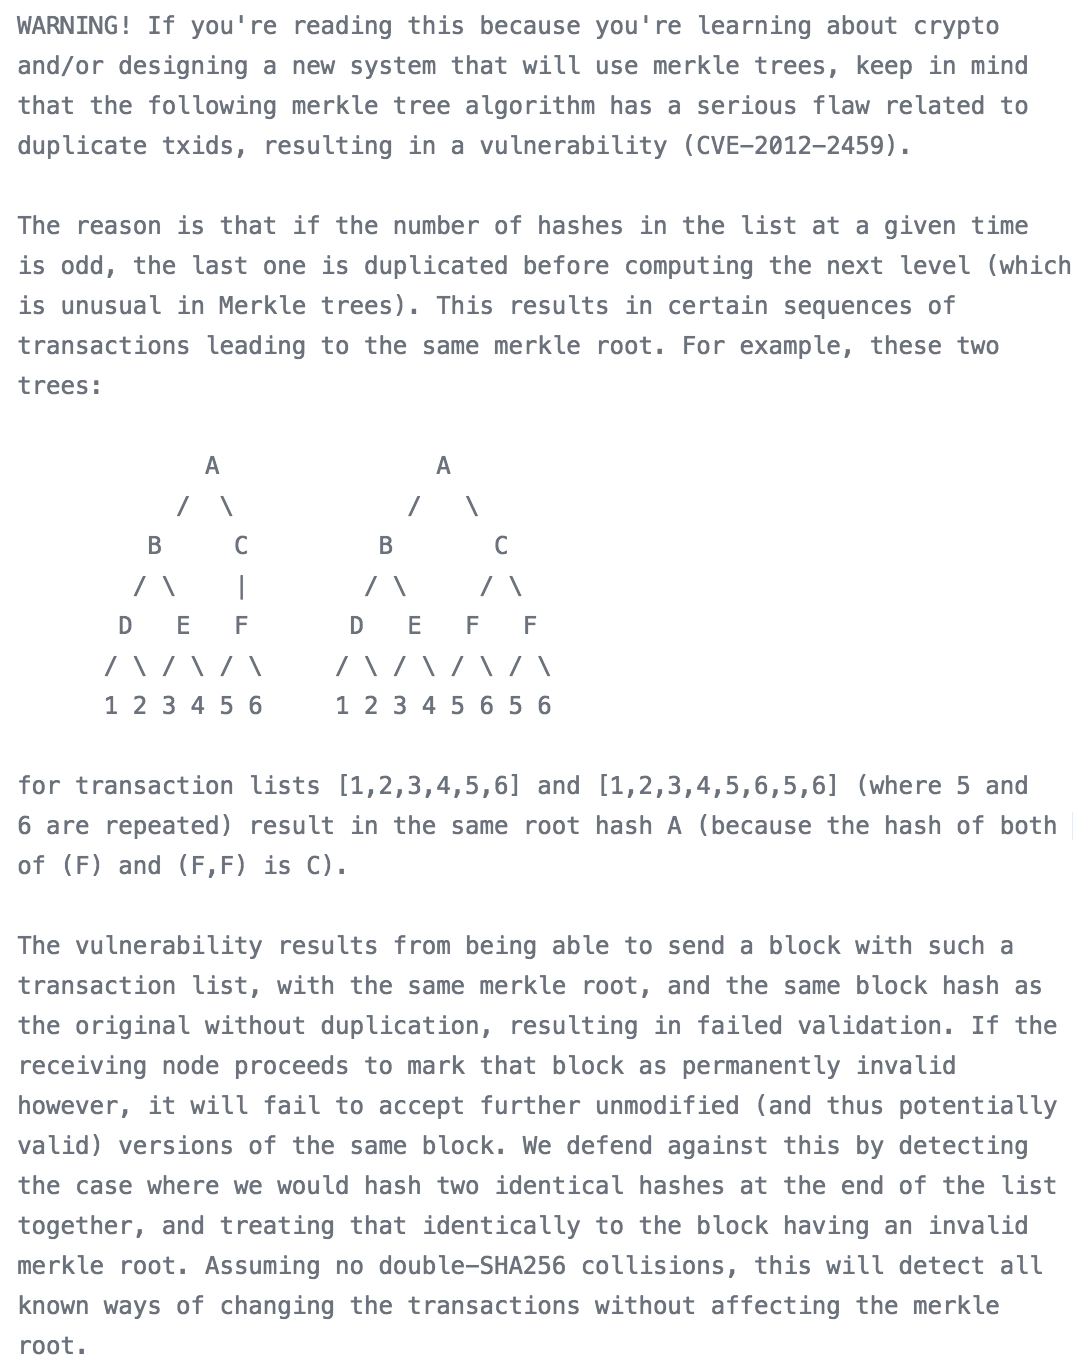 WARNING! If you're reading this because you're learning about crypto
and/or designing a new system that will use merkle trees, keep in mind
that the following merkle tree algorithm has a serious flaw related to
duplicate txids, resulting in a vulnerability (CVE-2012-2459).

The reason is that if the number of hashes in the list at a given time
is odd, the last one is duplicated before computing the next level (which
is unusual in Merkle trees). This results in certain sequences of
transactions leading to the same merkle root. For example, these two
trees:

             A               A
           /  \            /   \
         B     C         B       C
        / \    |        / \     / \
       D   E   F       D   E   F   F
      / \ / \ / \     / \ / \ / \ / \
      1 2 3 4 5 6     1 2 3 4 5 6 5 6

for transaction lists [1,2,3,4,5,6] and [1,2,3,4,5,6,5,6] (where 5 and
6 are repeated) result in the same root hash A (because the hash of both
of (F) and (F,F) is C).

The vulnerability results from being able to send a block with such a
transaction list, with the same merkle root, and the same block hash as
the original without duplication, resulting in failed validation. If the
receiving node proceeds to mark that block as permanently invalid
however, it will fail to accept further unmodified (and thus potentially
valid) versions of the same block. We defend against this by detecting
the case where we would hash two identical hashes at the end of the list
together, and treating that identically to the block having an invalid
merkle root. Assuming no double-SHA256 collisions, this will detect all
known ways of changing the transactions without affecting the merkle
root.